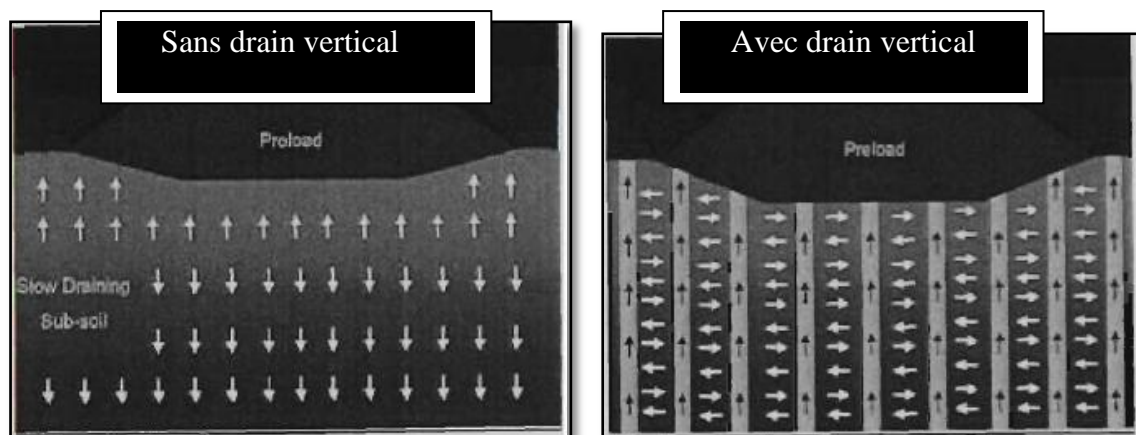 Sans drain vertical
Preload
Slow Draining
Sub-soil
Avec drain vertical
Preload